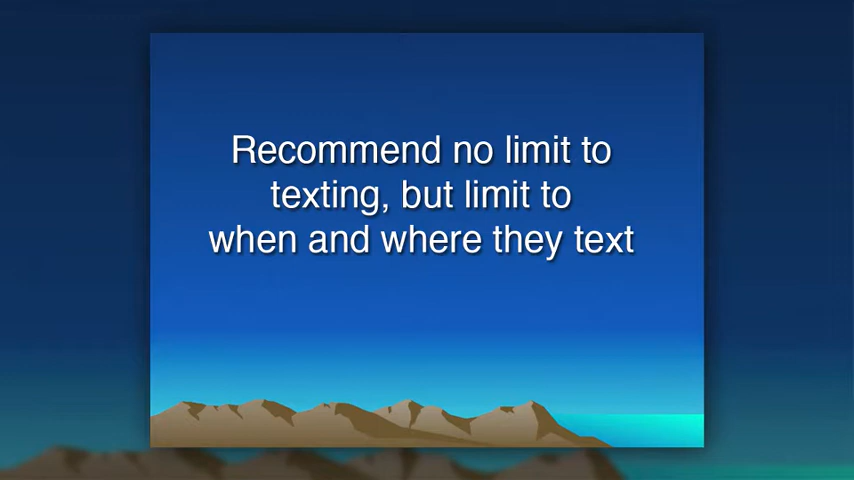 Recommend no limit to
texting, but limit to
when and where they text